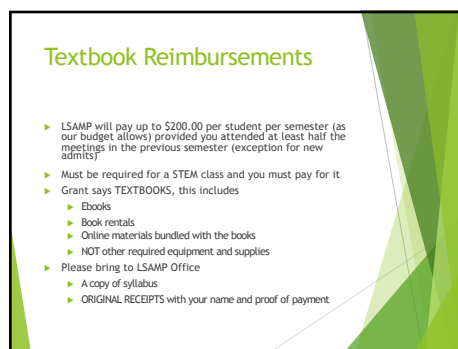 Textbook Reimbursements
LSAMP will pay up to $200.00 per student per semester (as
our budget allows) provided you attended at least half the
meetings in the previous semester (exception for new
admits)
Must be required for a STEM class and you must pay for it
Grant says TEXTBOOKS, this includes
Ebooks
Book rentals
Online materials bundled with the books
NOT other required equipment and supplies
Please bring to LSAMP Office
A copy of syllabus
ORIGINAL RECEIPTS with your name and proof of payment